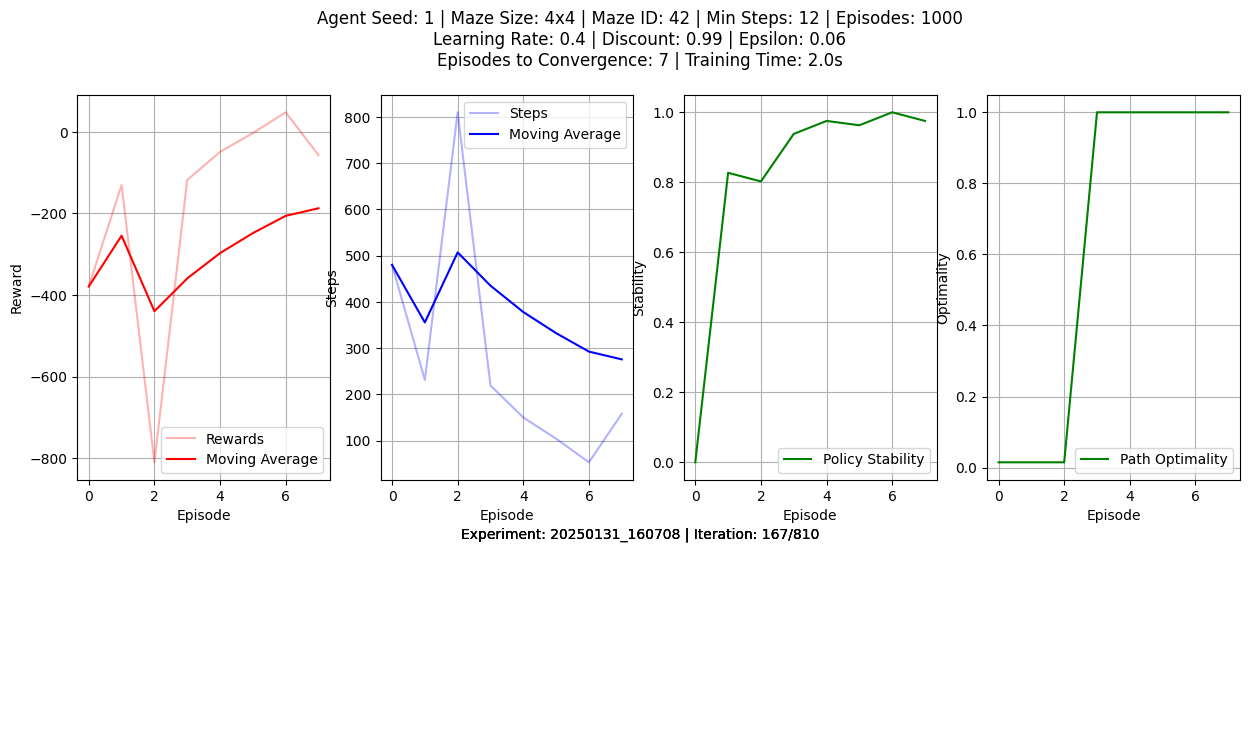 Agent Seed: 1 | Maze Size: 4x4 | Maze ID: 42 | Min Steps: 12 | Episodes: 1000
Learning Rate: 0.4 | Discount: 0.99 | Epsilon: 0.06
Episodes to Convergence: 7 | Training Time: 2.0s
Reward
0
−200
−400
−600
−800
Rewards
Moving Average
0 2 4 6
Episode
Steps
800
700
600
500
400
300
200
100
Steps
Moving Average
0 2 4 6
Episode
Stability
1.0
0.8
0.6
0.4
0.2
0.0
Policy Stability
0 2 4 6
Episode
Optimality
1.0
0.8
0.6
0.4
0.2
0.0
Path Optimality
0 2 4 6
Episode
Experiment: 20250131_160708 | Iteration: 167/810